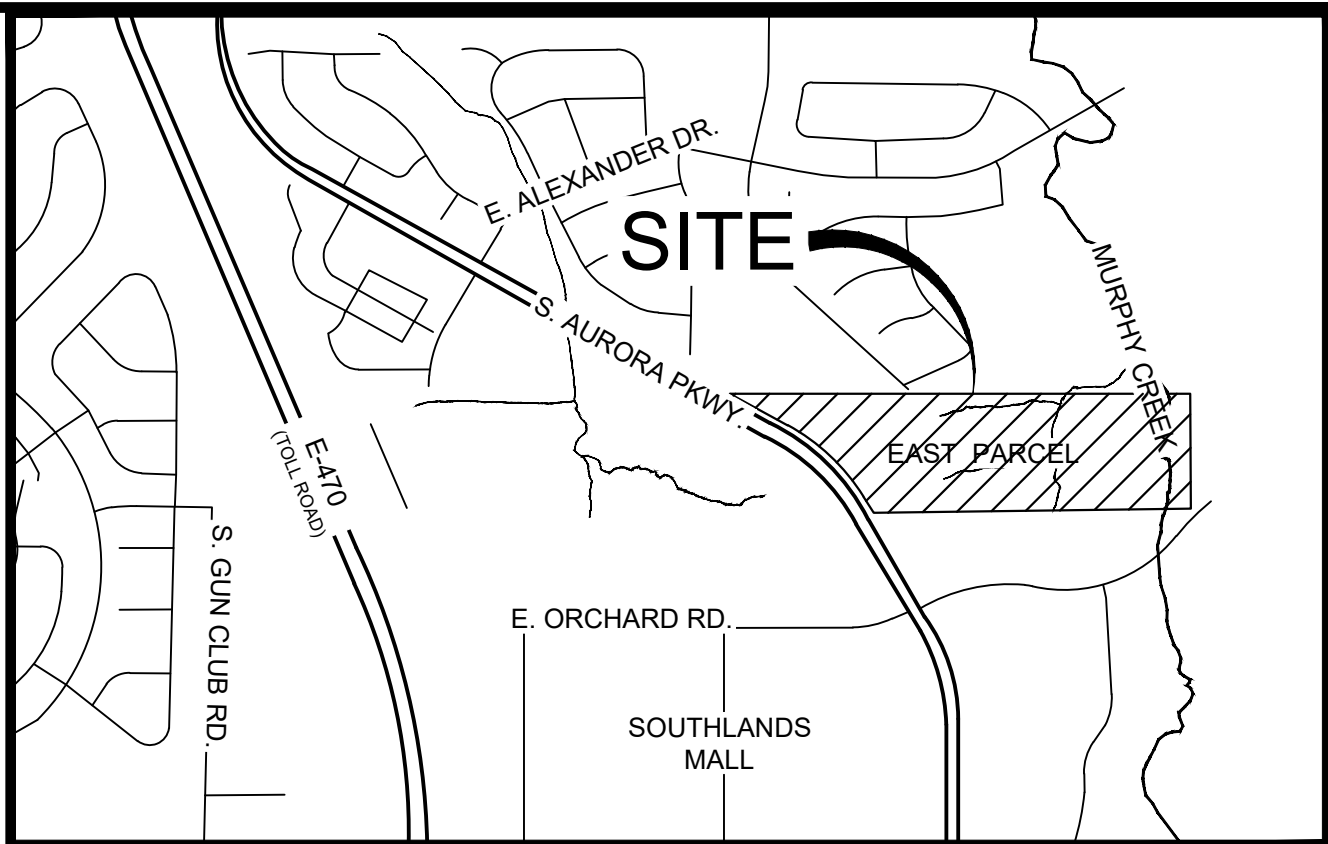 E. ALEXANDER DR.
SITE
MURPHY CREEK
S. AURORA PKWY.
EAST PARCEL
E-470
(TOLL ROAD)
S. GUN CLUB RD.
E. ORCHARD RD.
SOUTHLANDS
MALL